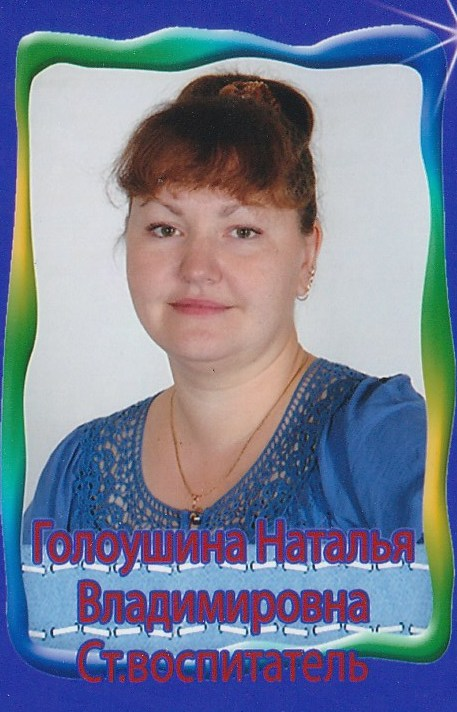 Голоушина Наталья
Владимировна
Ст.воспитатель